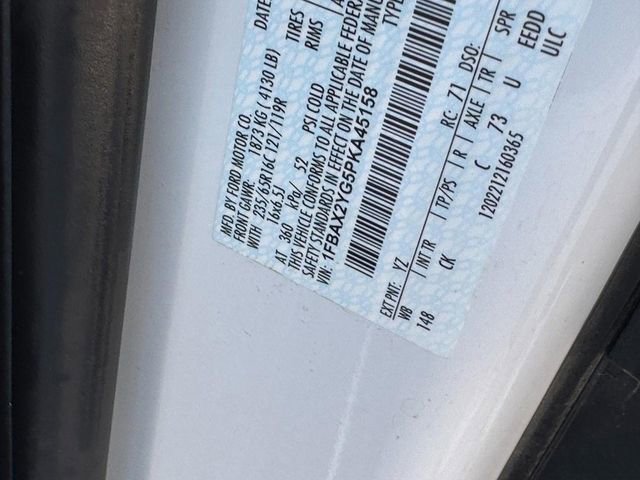 MFD. BY FORD MOTOR CO. DATE
FRONT GAWR: 1873 KG ( 4130 LB)
WITH 235/65R16C 121/119R TIRES
16x6.5J RIMS
AT 360 kPa/ 52 PSI COLD
THIS VEHICLE CONFORMS TO ALL APPLICABLE FEDERA
SAFETY STANDARDS IN EFFECT ON THE DATE OF MANU
VIN: 1FBAX2YG5PKA45158 TYPE
EXT PNT: YZ RC: 71 DSO:
WB INT TR TP/PS R AXLE TR SPR
148 CK C 73 U EEDD
1202112160365 ULC